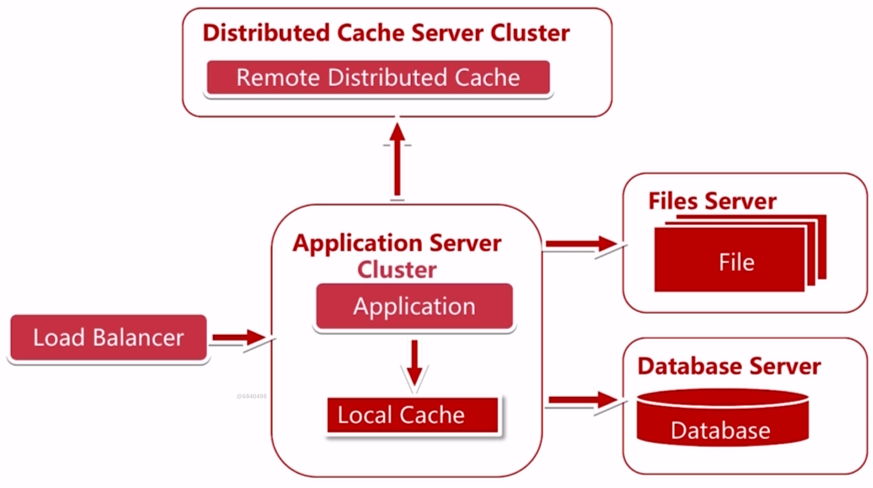 Distributed Cache Server Cluster
Remote Distributed Cache
Files Server
File
Application Server
Cluster
Application
Load Balancer
Local Cache
Database Server
Database